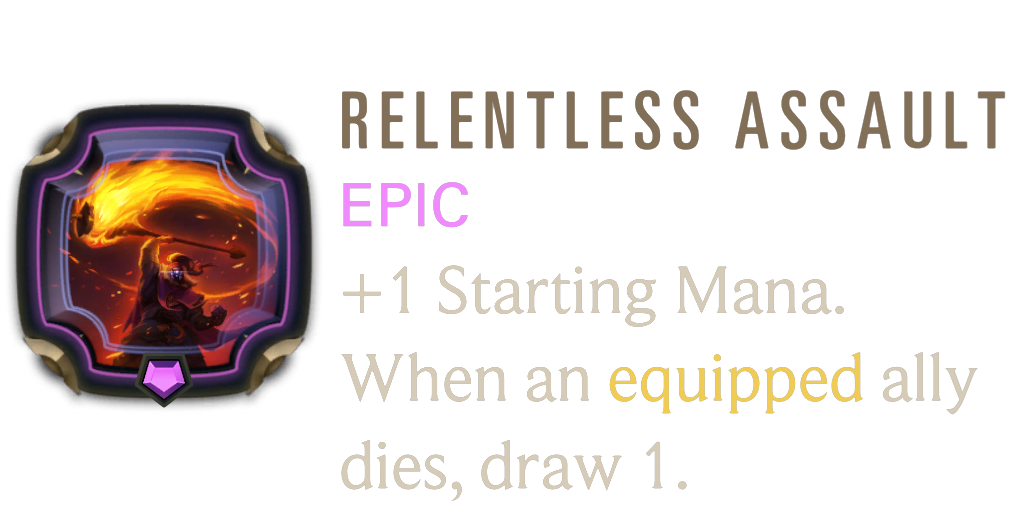 RELENTLESS ASSAULT
EPIC
+1 Starting Mana.
When an equipped ally
dies, draw 1.